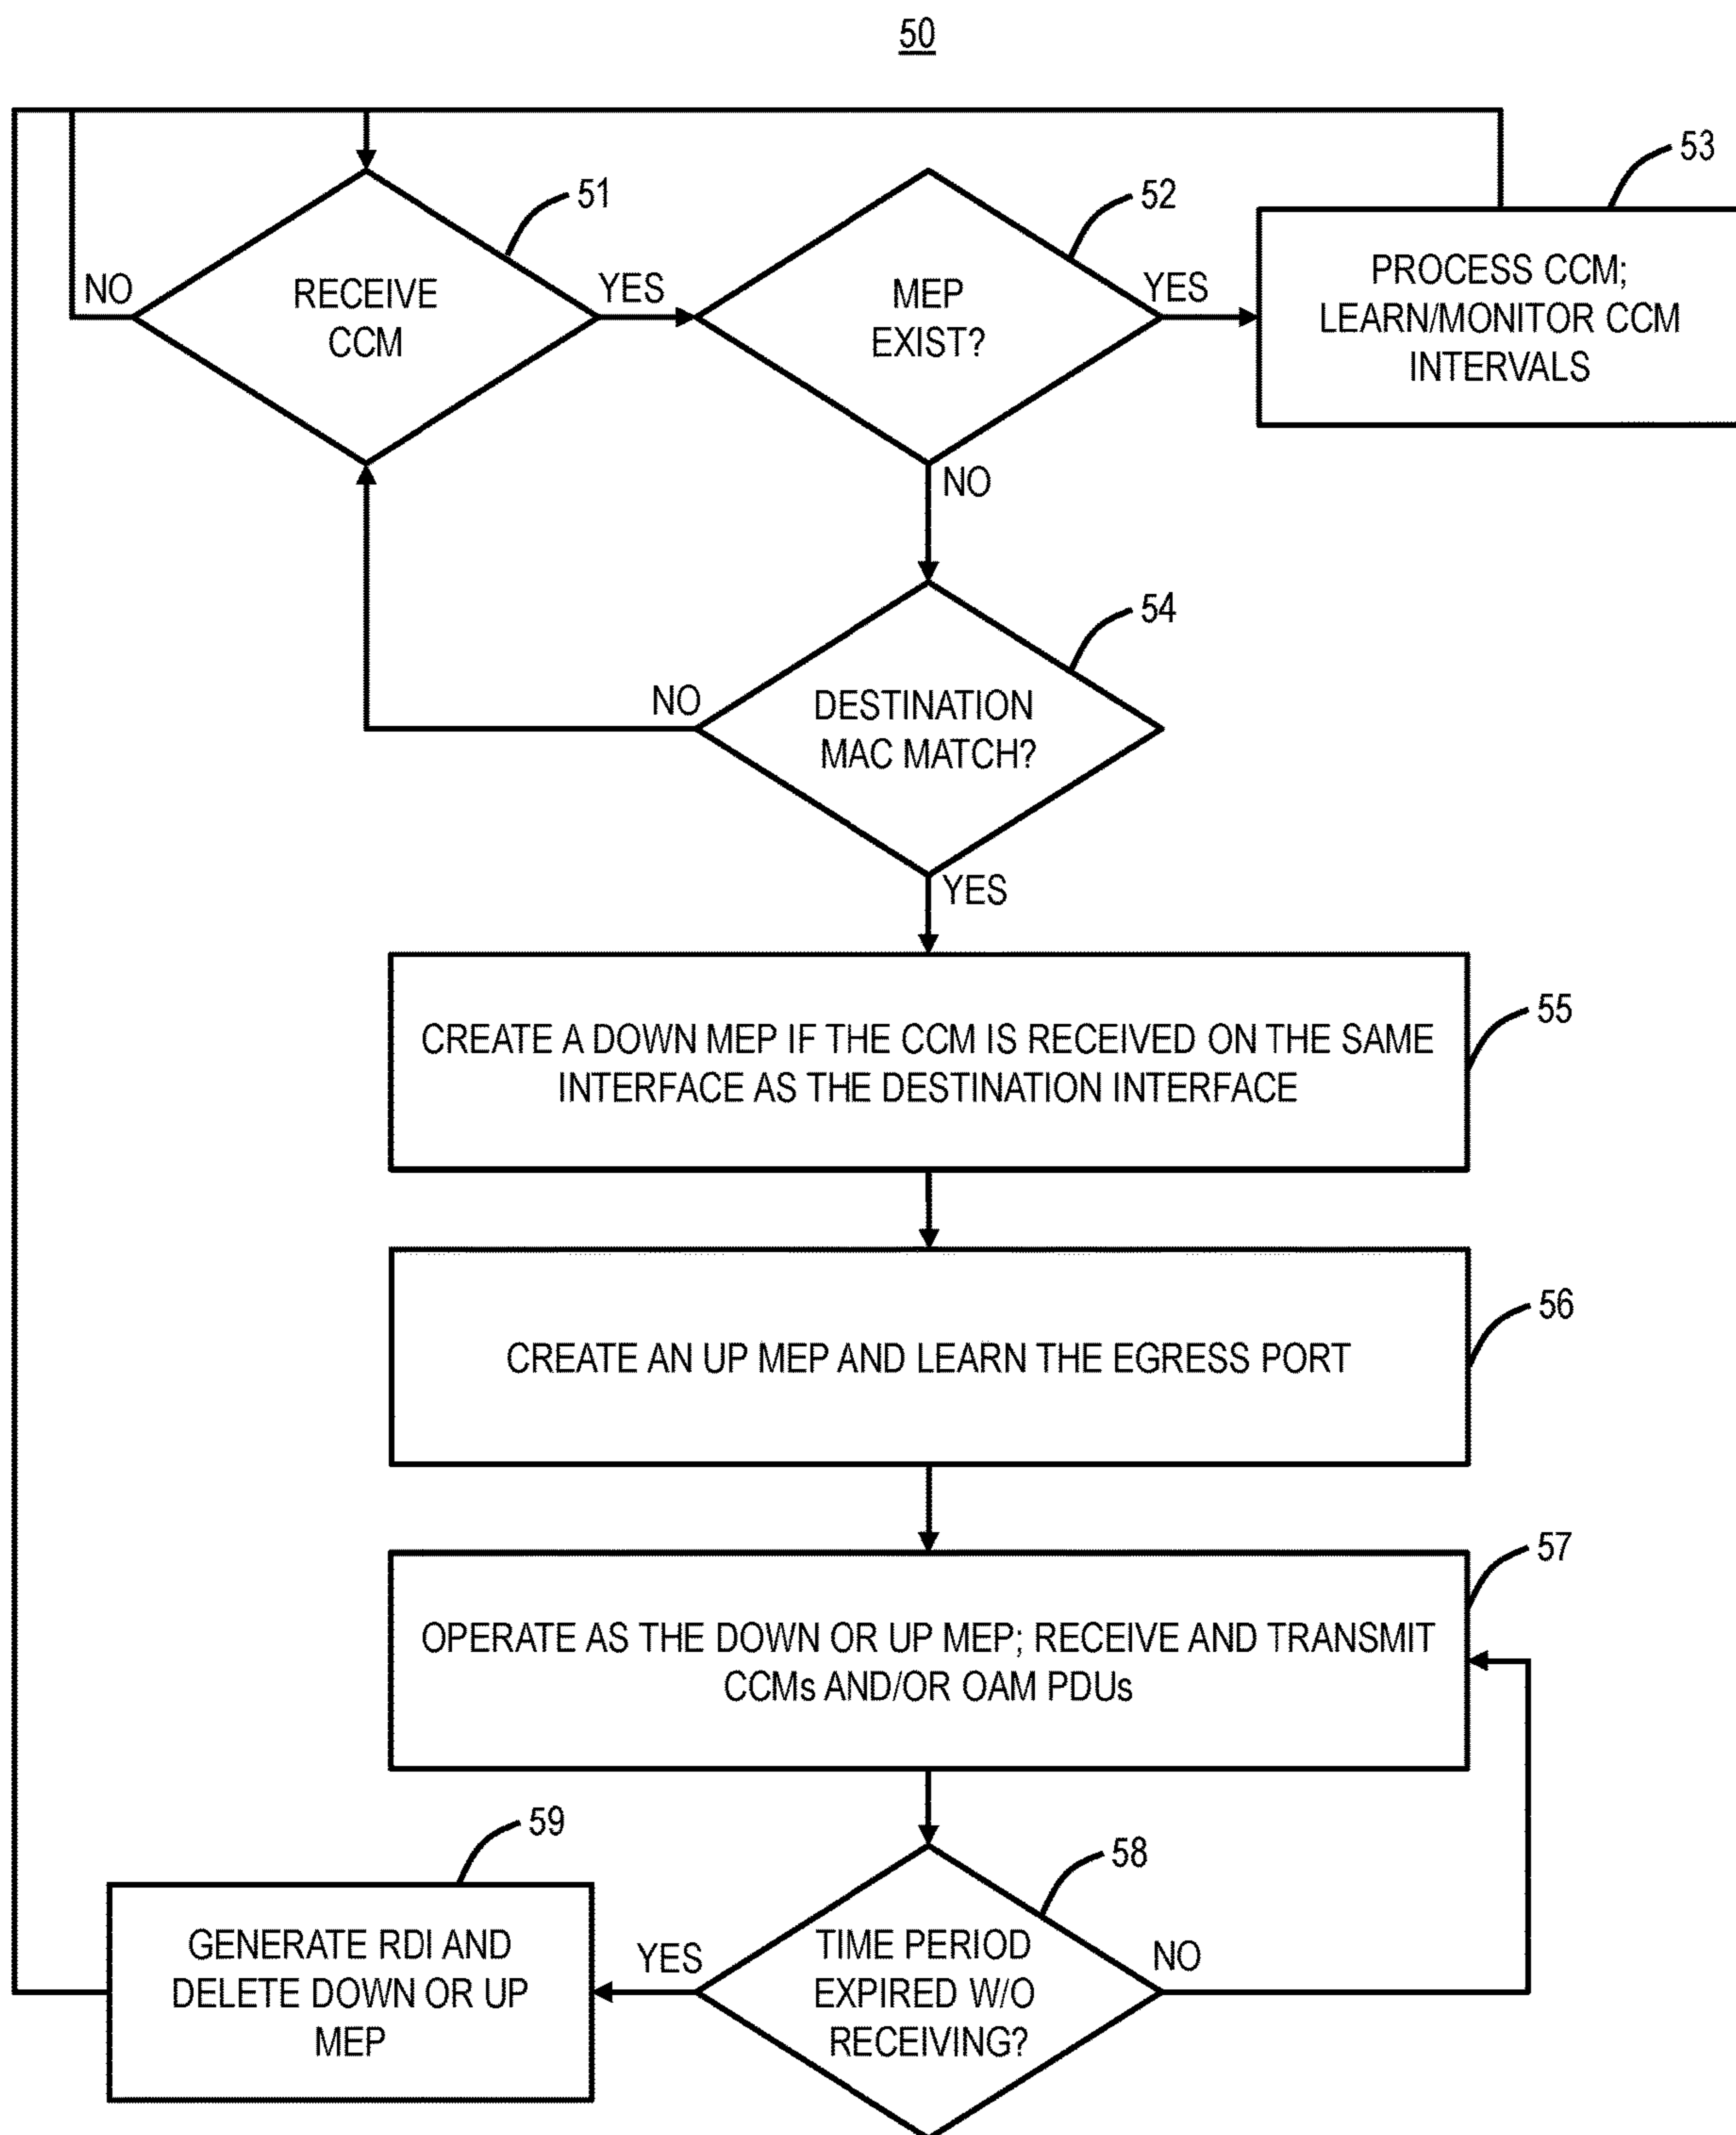 50
53
51
52
NO
RECEIVE
CCM
YES
MEP
EXIST?
YES
PROCESS CCM;
LEARN/MONITOR CCM
INTERVALS
NO
54
NO
DESTINATION
MAC MATCH?
YES
55
CREATE A DOWN MEP IF THE CCM IS RECEIVED ON THE SAME
INTERFACE AS THE DESTINATION INTERFACE
56
CREATE AN UP MEP AND LEARN THE EGRESS PORT
57
OPERATE AS THE DOWN OR UP MEP; RECEIVE AND TRANSMIT
CCMs AND/OR OAM PDUs
59
58
GENERATE RDI AND
DELETE DOWN OR UP
MEP
YES
TIME PERIOD
EXPIRED W/O
RECEIVING?
NO